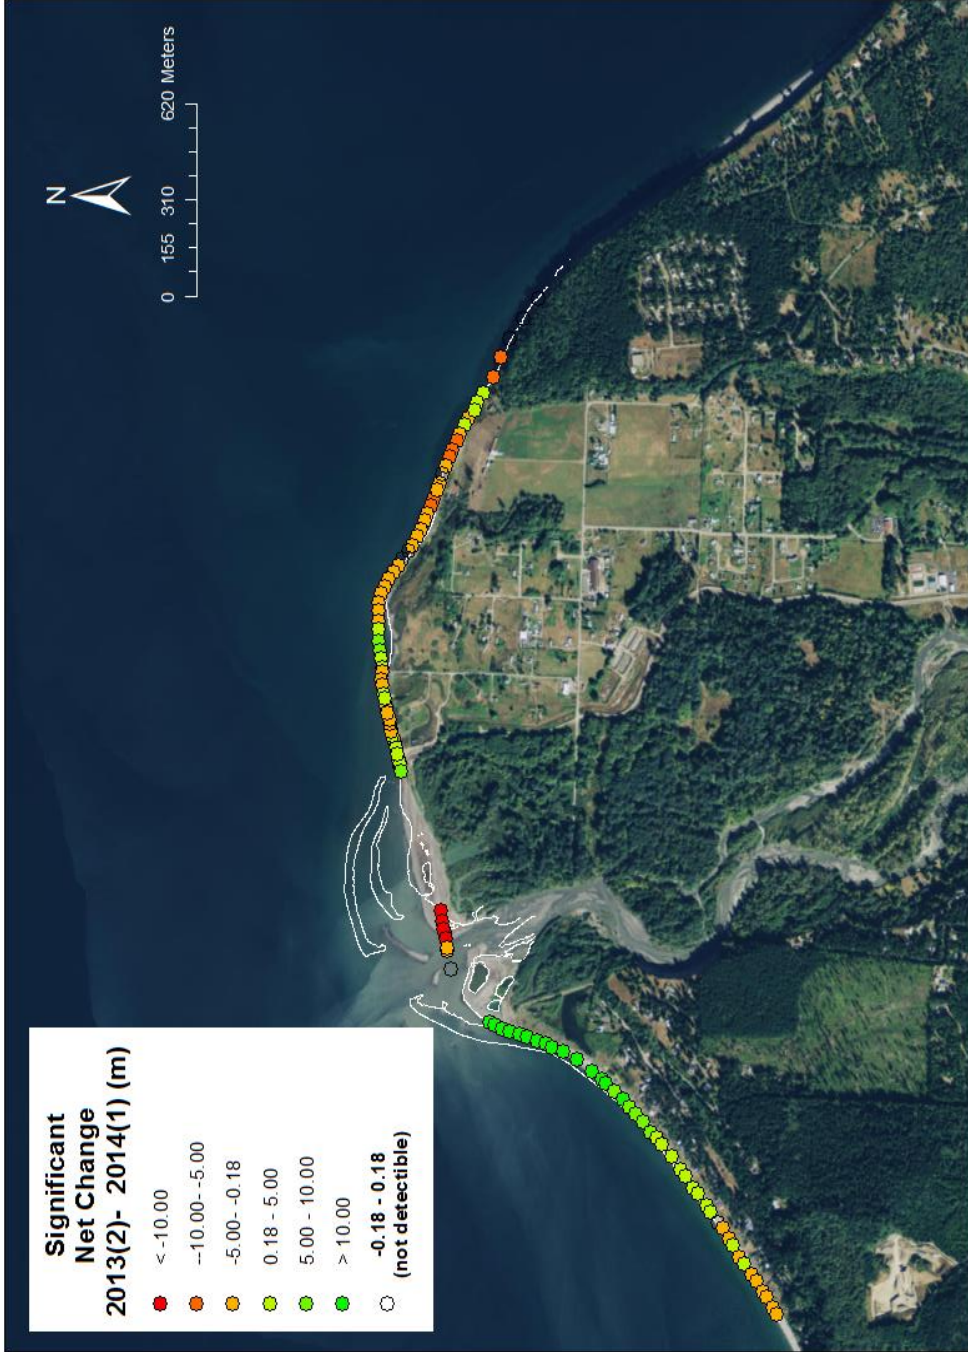 Significant
Net Change
2013(2)- 2014(1) (m)
< -10.00
--10.00--5.00
-5.00--0.18
0.18 - 5.00
5.00 - 10.00
> 10.00
-0.18 - 0.18
(not detectible)
N
0 155 310 620 Meters